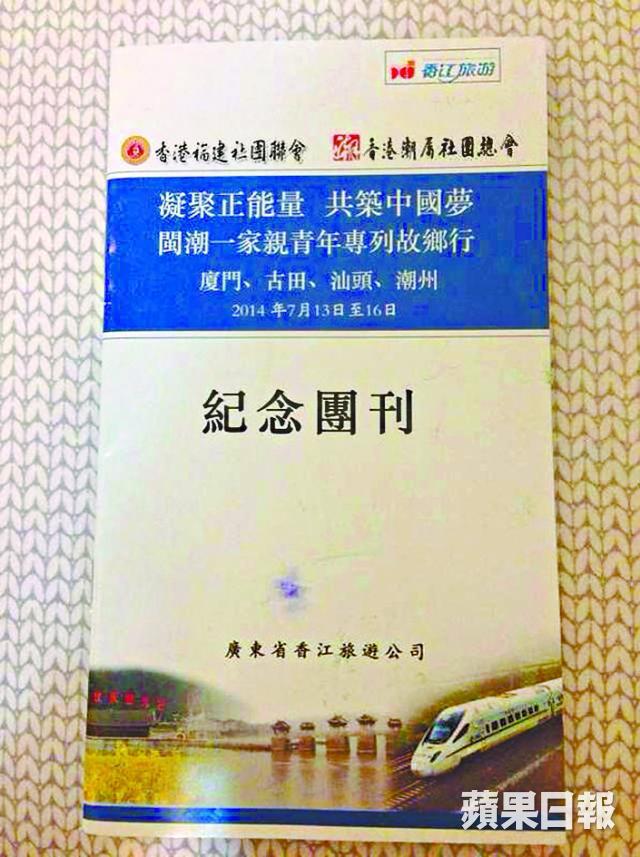 香江旅游
香港福建社團聯會 香港潮屬社團總會
凝聚正能量 共築中國夢
閩潮一家親青年專列故鄉行
廈門、古田、汕頭、潮州
2014 年7月13日至16日
紀念團刊
廣東省香江旅遊公司
蘋果日報